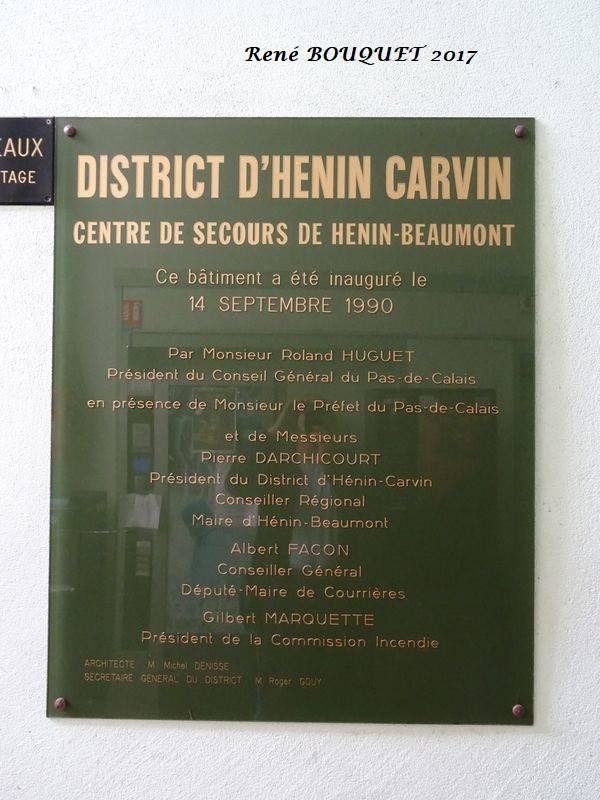 René BOUQUET 2017
EAUX
TAGE
DISTRICT D'HENIN CARVIN
CENTRE DE SECOURS DE HENIN-BEAUMONT
Ce bâtiment a été inauguré le
14 SEPTEMBRE 1990
Par Monsieur Roland HUGUET
Président du Conseil Général du Pas-de-Calais
en présence de Monsieur le Préfet du Pas-de-Calais
et de Messieurs
Pierre DARCHICOURT
Président du District d'Hénin-Carvin
Conseiller Régional
Maire d'Hénin-Beaumont
Albert FACON
Conseiller Général
Député-Maire de Courrières
Gilbert MARQUETTE
Président de la Commission Incendie
ARCHITECTE M. Michel DENISSE
SECRETAIRE GENERAL DU DISTRICT M. Roger GOUY